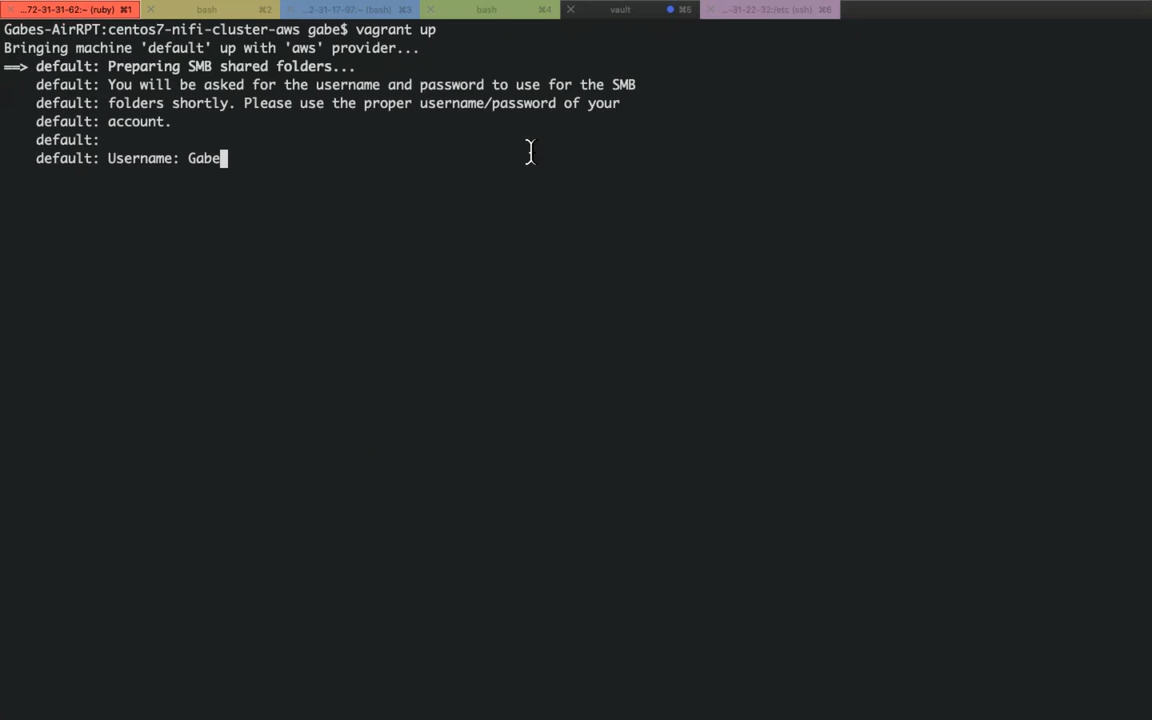 ...72-31-31-62:~ (ruby) ⌘1 bash ⌘2 ...2-31-17-97:~ (bash) ⌘3 bash ⌘4 vault ⌘5 ...-31-22-32:/etc (ssh) ⌘6
Gabes-AirRPT:centos7-nifi-cluster-aws gabe$ vagrant up
Bringing machine 'default' up with 'aws' provider...
==> default: Preparing SMB shared folders...
default: You will be asked for the username and password to use for the SMB
default: folders shortly. Please use the proper username/password of your
default: account.
default:
default: Username: Gabe